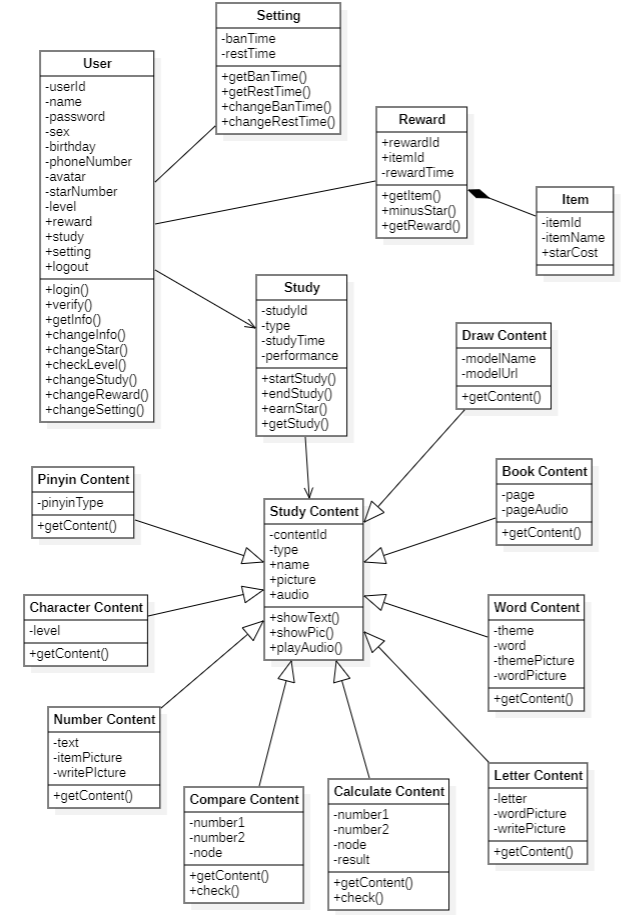 Setting
-banTime
-restTime
+getBanTime()
+getRestTime()
+changeBanTime()
+changeRestTime()
User
-userId
-name
-password
-sex
-birthday
-phoneNumber
-avatar
-starNumber
-level
+reward
+study
+setting
+logout
+login()
+verify()
+getInfo()
+changeInfo()
+changeStar()
+checkLevel()
+changeStudy()
+changeReward()
+changeSetting()
Reward
+rewardId
+itemId
-rewardTime
+getItem()
+minusStar()
+getReward()
Item
-itemId
-itemName
+starCost
Study
-studyId
-type
-studyTime
-performance
+startStudy()
+endStudy()
+earnStar()
+getStudy()
Draw Content
-modelName
-modelUrl
+getContent()
Pinyin Content
-pinyinType
+getContent()
Study Content
-contentId
-type
+name
+picture
+audio
+showText()
+showPic()
+playAudio()
Book Content
-page
-pageAudio
+getContent()
Character Content
-level
+getContent()
Word Content
-theme
-word
-themePicture
-wordPicture
+getContent()
Number Content
-text
-itemPicture
-writePIcture
+getContent()
Compare Content
-number1
-number2
-node
+getContent()
+check()
Calculate Content
-number1
-number2
-node
-result
+getContent()
+check()
Letter Content
-letter
-wordPicture
-writePicture
+getContent()